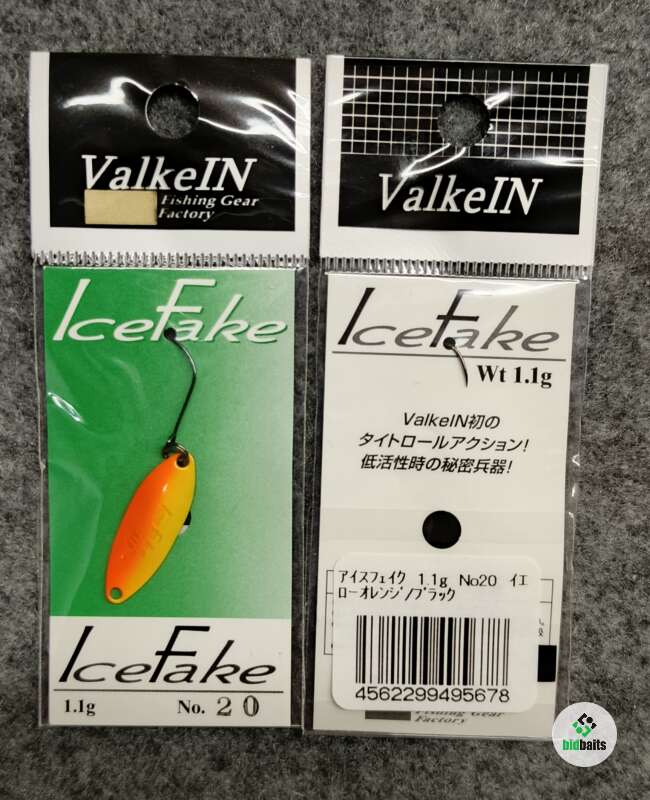 ValkeIN
Fishing Gear
Factory
IceFake
IceFake
1.1g No. 20
ValkeIN
IceFake
Wt 1.1g
ValkeIN初の
タイトロールアクション!
低活性時の秘密兵器!
アイスフェイク 1.1g No20 イエ
ローオレンジ/ブラック
4562299495678
Fishing Gear
Factory
bidbaits